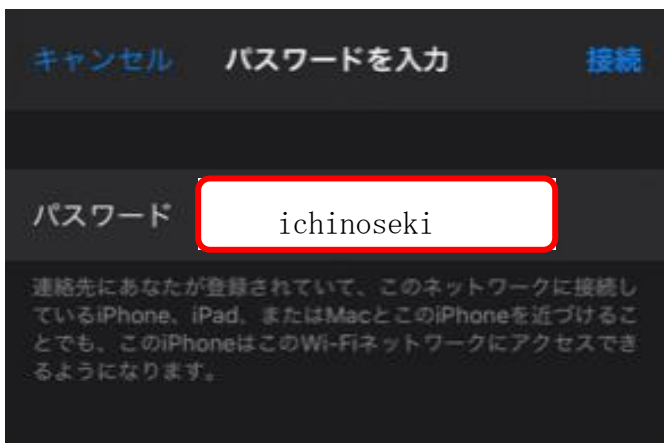 キャンセル パスワードを入力 接続
パスワード ichinoseki
連絡先にあなたが登録されていて、このネットワークに接続し
ているiPhone、iPad、またはMacとこのiPhoneを近づけるこ
とでも、このiPhoneはこのWi-Fiネットワークにアクセスでき
るようになります。